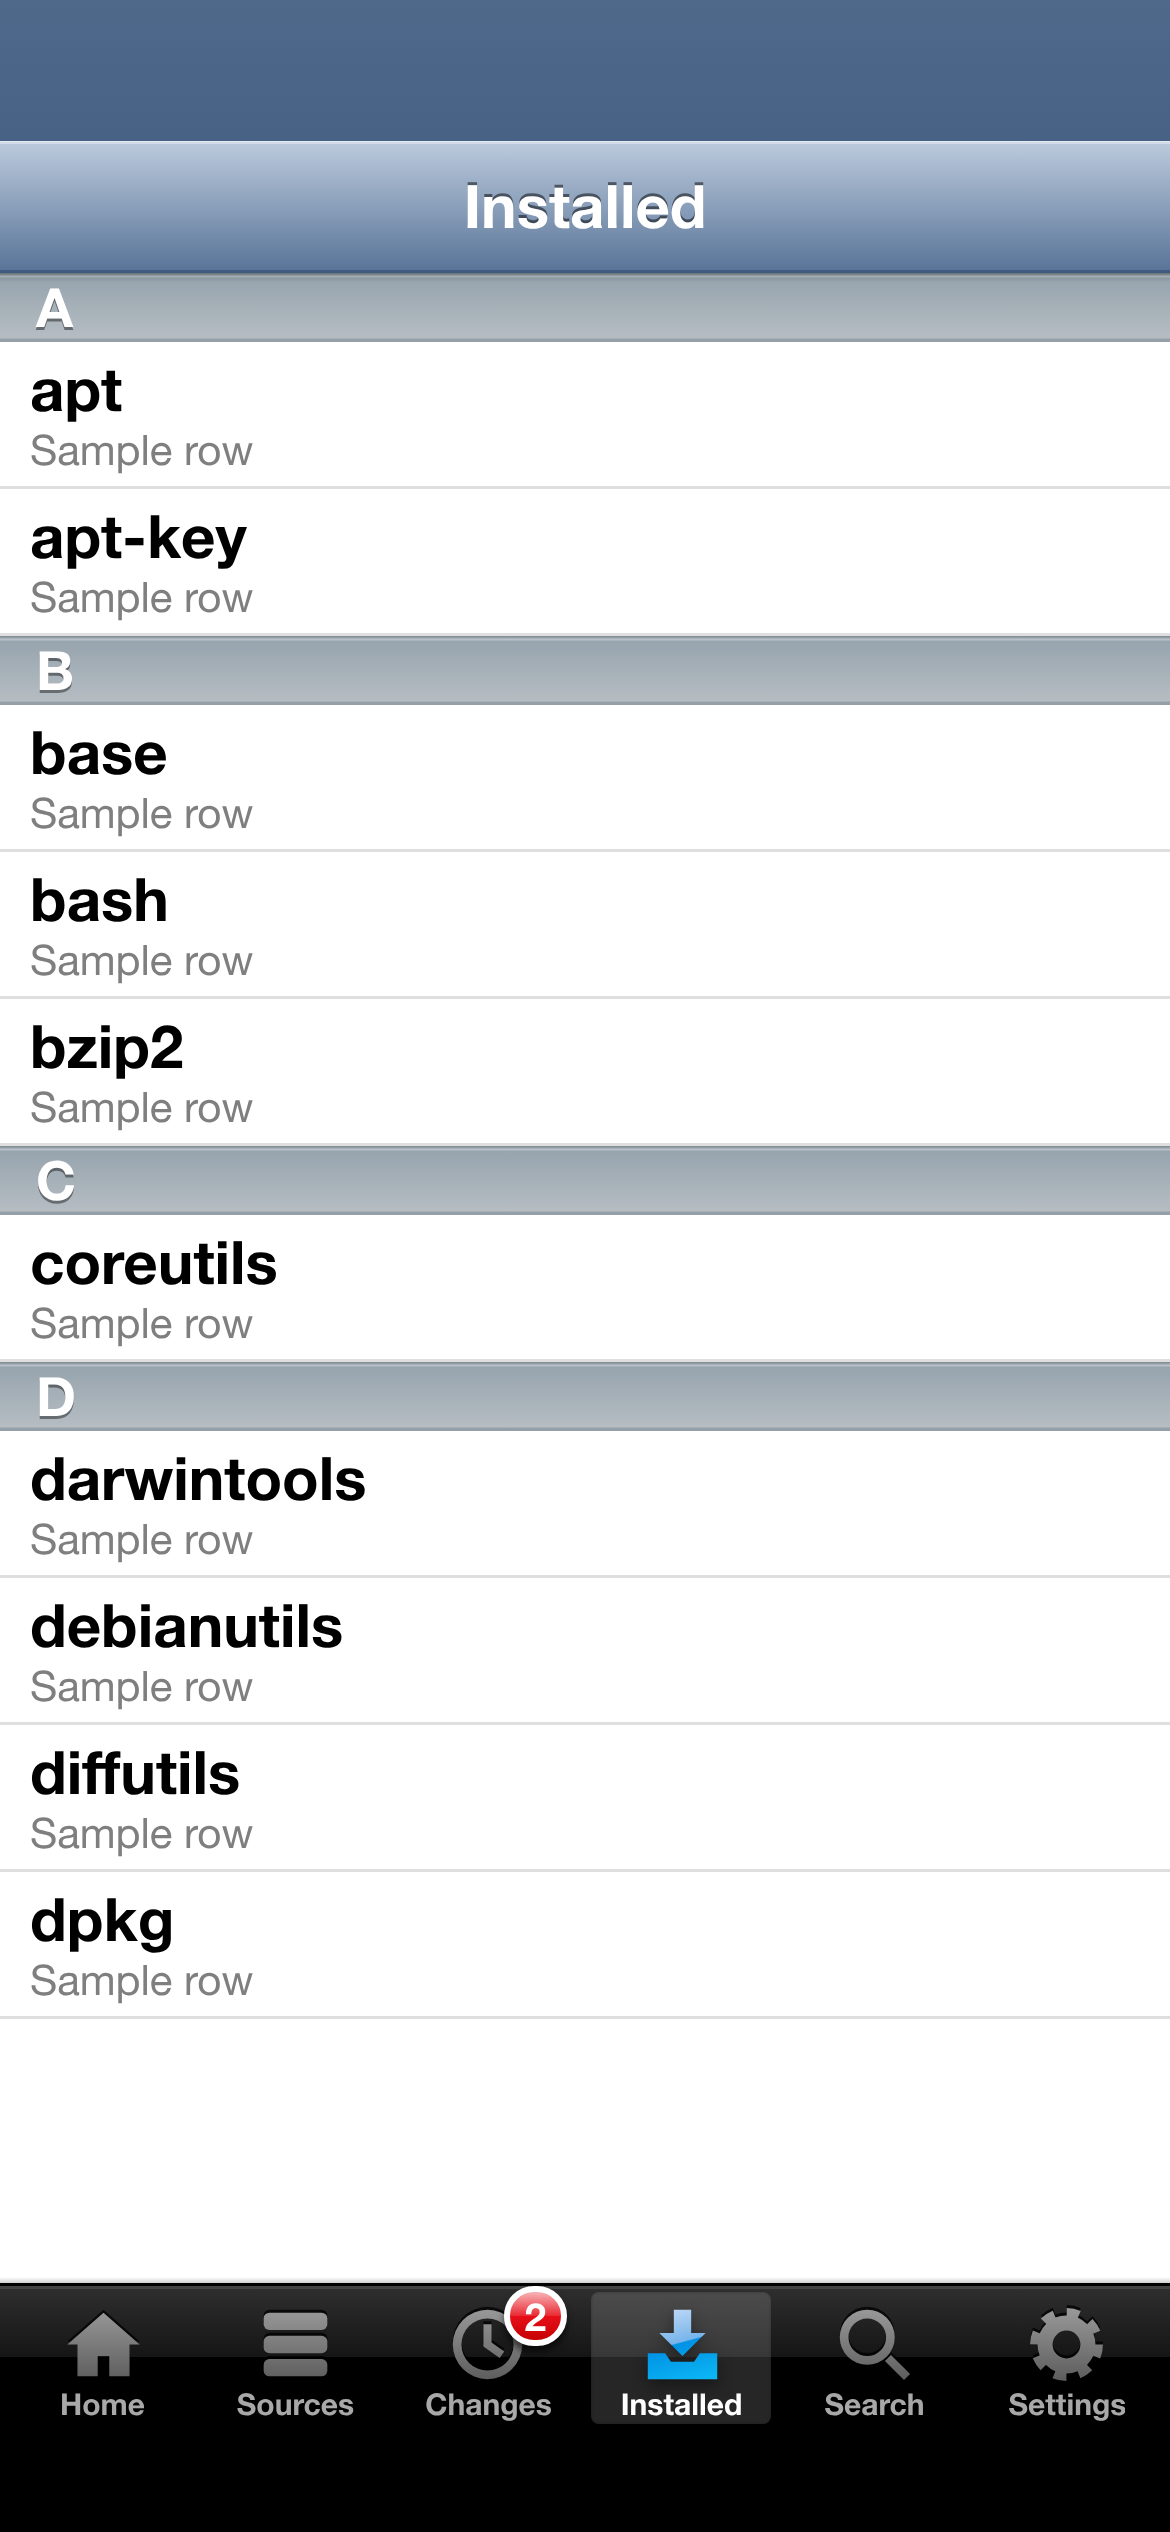 Installed
A
apt
Sample row
apt-key
Sample row
B
base
Sample row
bash
Sample row
bzip2
Sample row
C
coreutils
Sample row
D
darwintools
Sample row
debianutils
Sample row
diffutils
Sample row
dpkg
Sample row
2
Home Sources Changes Installed Search Settings